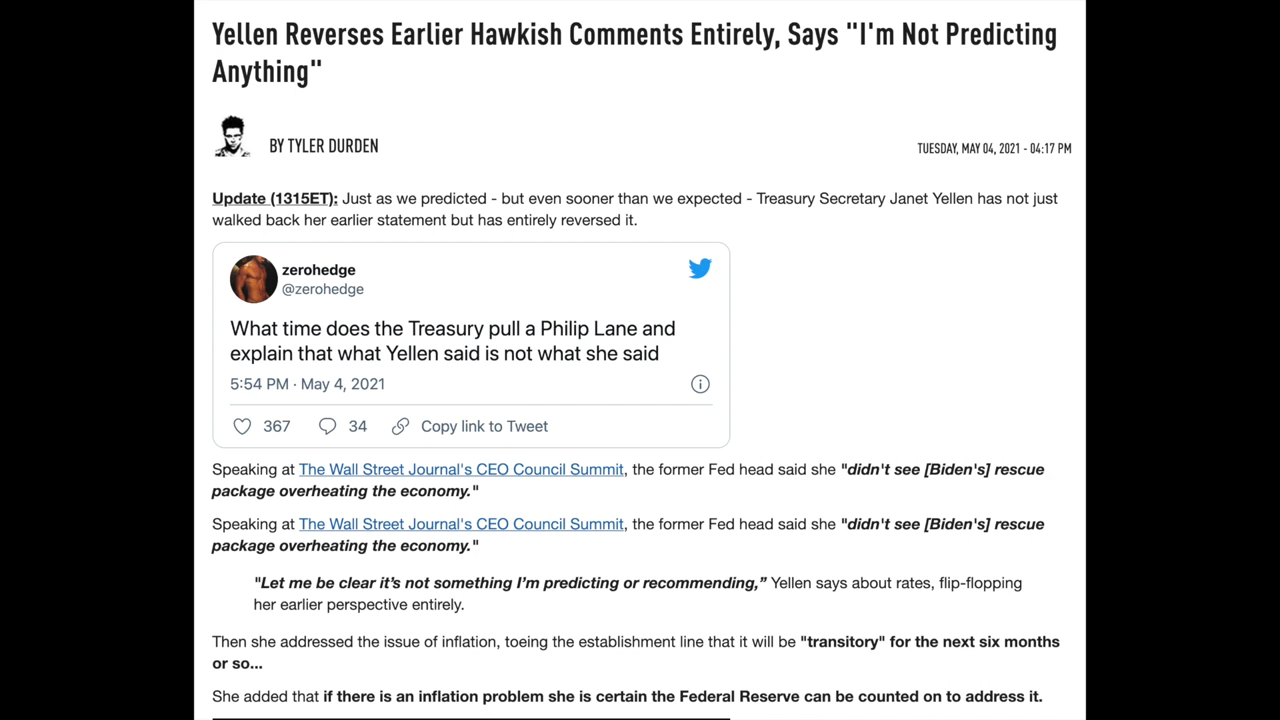 Yellen Reverses Earlier Hawkish Comments Entirely, Says "I'm Not Predicting
Anything"
BY TYLER DURDEN
TUESDAY, MAY 04, 2021 - 04:17 PM
Update (1315ET): Just as we predicted - but even sooner than we expected - Treasury Secretary Janet Yellen has not just
walked back her earlier statement but has entirely reversed it.
zerohedge
@zerohedge
What time does the Treasury pull a Philip Lane and
explain that what Yellen said is not what she said
5:54 PM · May 4, 2021
367 34 Copy link to Tweet
Speaking at The Wall Street Journal's CEO Council Summit, the former Fed head said she "didn't see [Biden's] rescue
package overheating the economy."
Speaking at The Wall Street Journal's CEO Council Summit, the former Fed head said she "didn't see [Biden's] rescue
package overheating the economy."
"Let me be clear it’s not something I’m predicting or recommending,” Yellen says about rates, flip-flopping
her earlier perspective entirely.
Then she addressed the issue of inflation, toeing the establishment line that it will be "transitory" for the next six months
or so...
She added that if there is an inflation problem she is certain the Federal Reserve can be counted on to address it.